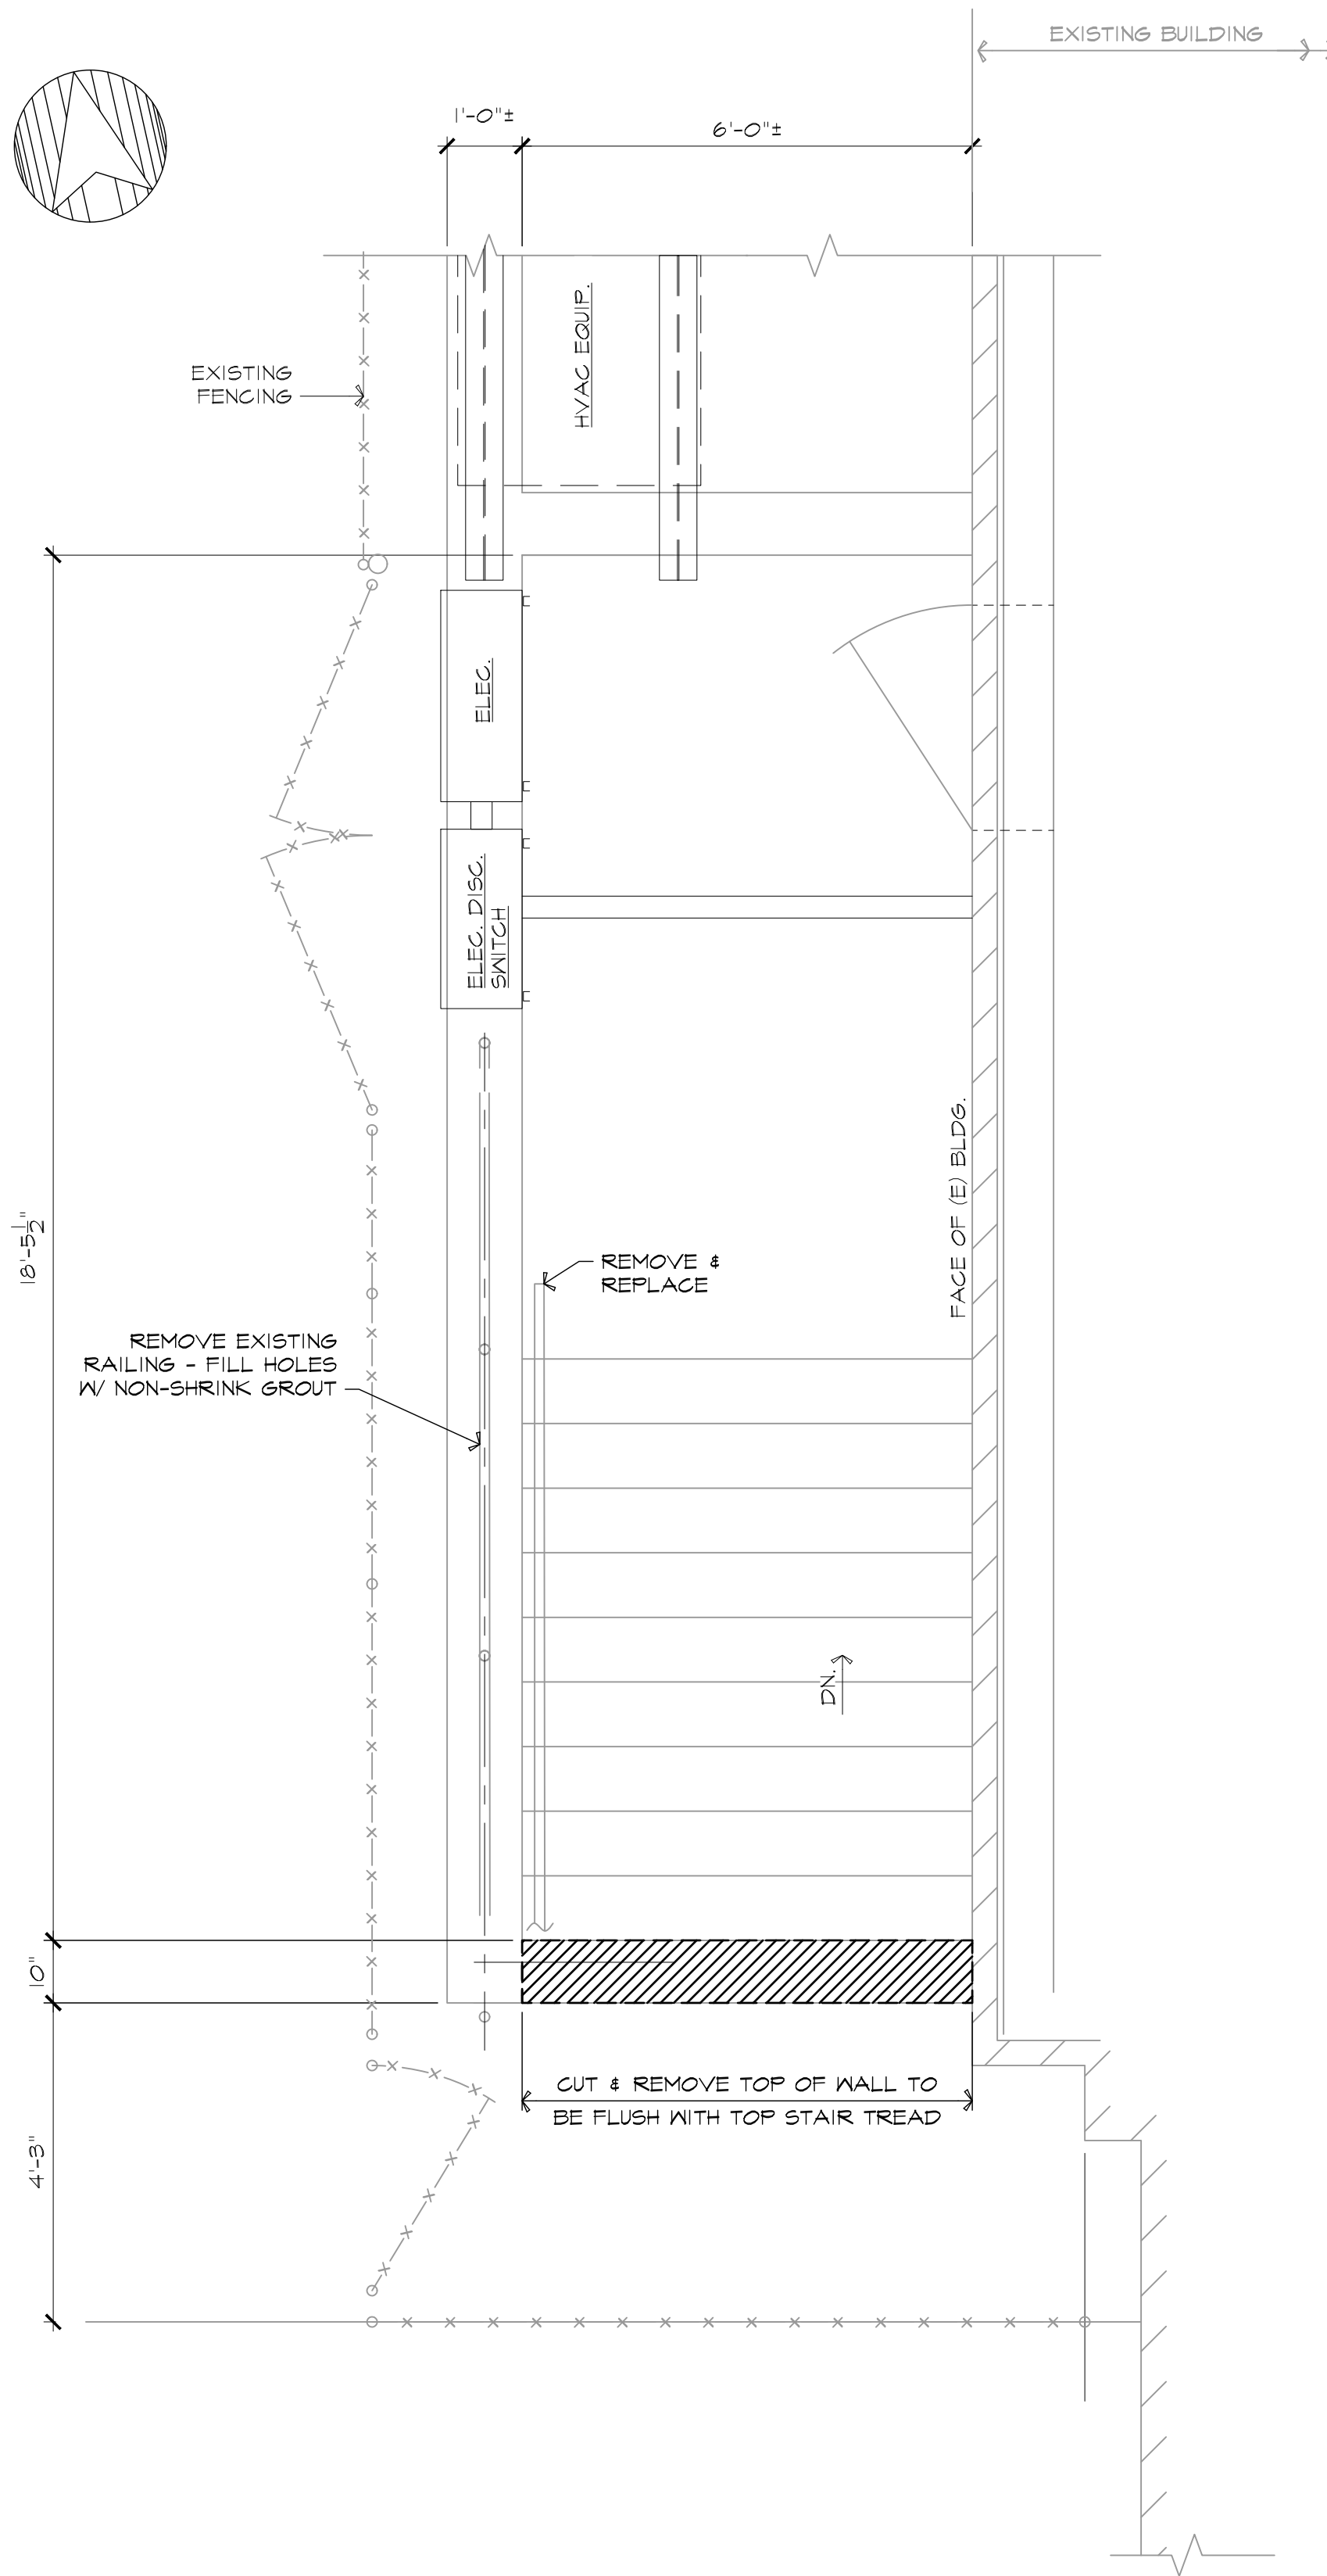 EXISTING BUILDING
1'-0"±
6'-0"±
HVAC EQUIP.
EXISTING
FENCING
ELEC.
ELEC. DISC.
SWITCH
FACE OF (E) BLDG.
18'-5 1/2"
REMOVE &
REPLACE
REMOVE EXISTING
RAILING - FILL HOLES
W/ NON-SHRINK GROUT
DN.
10"
CUT & REMOVE TOP OF WALL TO
BE FLUSH WITH TOP STAIR TREAD
4'-3"